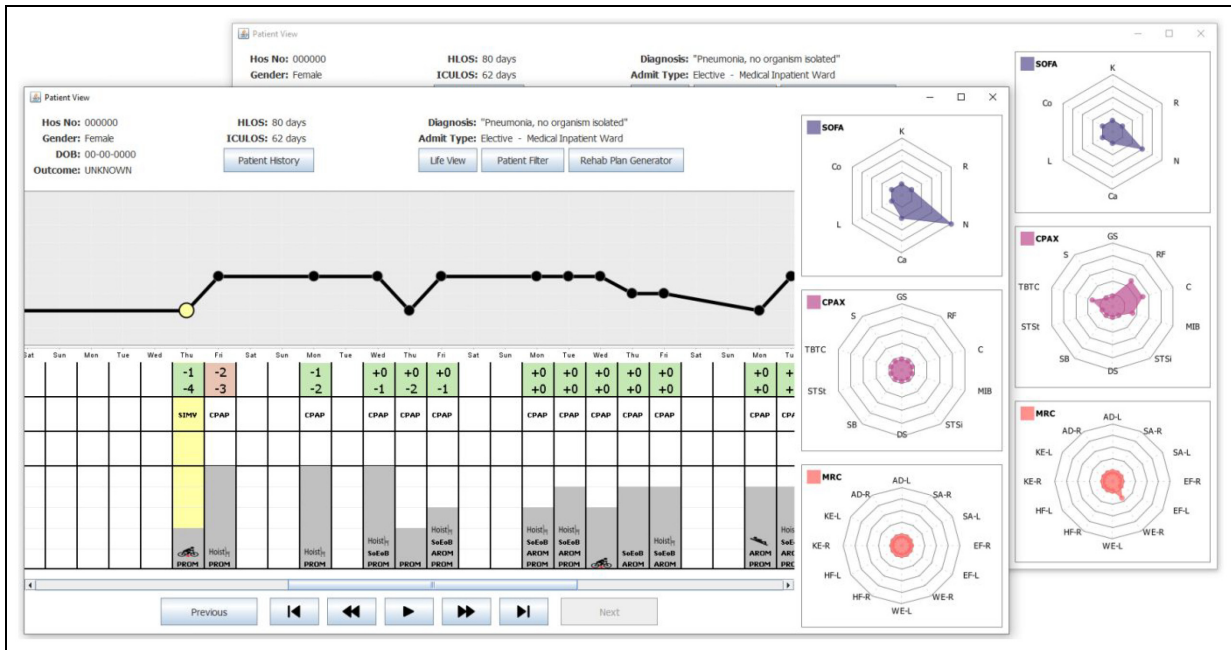 Patient View
Hos No: 000000 HLOS: 80 days Diagnosis: "Pneumonia, no organism isolated"
Gender: Female ICULOS: 62 days Admit Type: Elective - Medical Inpatient Ward
SOFA
K
Co R
L N
Ca
CPAX
GS
S RF
TBTC C
STSt MIB
SB STSi
DS
MRC
AD-L
AD-R SA-R
KE-L SA-L
KE-R EF-R
HF-L EF-L
HF-R WE-R
WE-L
Patient View
Hos No: 000000 HLOS: 80 days Diagnosis: "Pneumonia, no organism isolated"
Gender: Female ICULOS: 62 days Admit Type: Elective - Medical Inpatient Ward
DOB: 00-00-0000 Patient History Life View Patient Filter Rehab Plan Generator
Outcome: UNKNOWN
Sat Sun Mon Tue Wed Thu Fri Sat Sun Mon Tue Wed Thu Fri Sat Sun Mon Tue Wed Thu Fri Sat Sun Mon Tu
-1 -2 -1 +0 +0 +0 +0 +0 +0 +0 +0 +0 +
-4 -3 -2 -1 -2 -1 +0 +0 +0 +0 +0 +0 +
SIMV CPAP CPAP CPAP CPAP CPAP CPAP CPAP CPAP CPAP CPAP CPAP CPA
Hoist Hoist
Hoist SoEoB SoEoB SoEoB
Hoist Hoist SoEoB AROM AROM SoEoB SoEoB AROM AROM
PROM PROM PROM PROM PROM PROM PROM PROM AROM AROM PROM PROM
Previous Next
SOFA
K
Co R
L N
Ca
CPAX
GS
S RF
TBTC C
STSt MIB
SB STSi
DS
MRC
AD-L
AD-R SA-R
KE-L SA-L
KE-R EF-R
HF-L EF-L
HF-R WE-R
WE-L